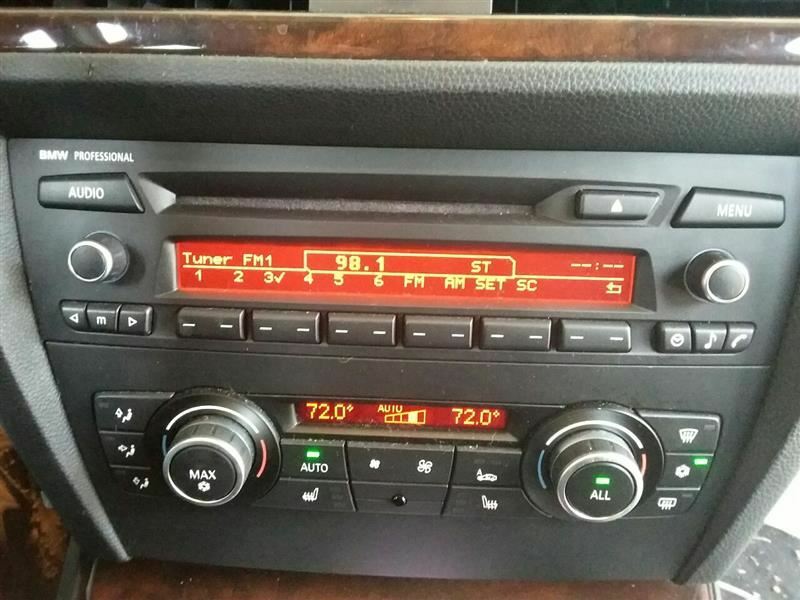 BMW PROFESSIONAL
AUDIO
MENU
Tuner FM1 98.1 ST --:--
1 2 3✓ 4 5 6 FM AM SET SC
m
72.0° AUTO 72.0°
MAX
AUTO
A
ALL